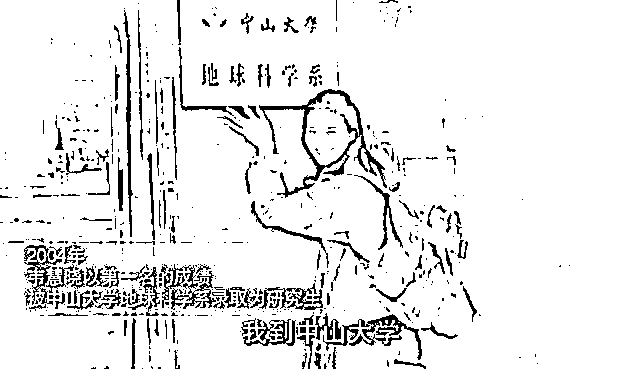 中山大学
地球科学系
2004年
韦慧晓以第一名的成绩
被中山大学地球科学系录取为研究生
我到中山大学